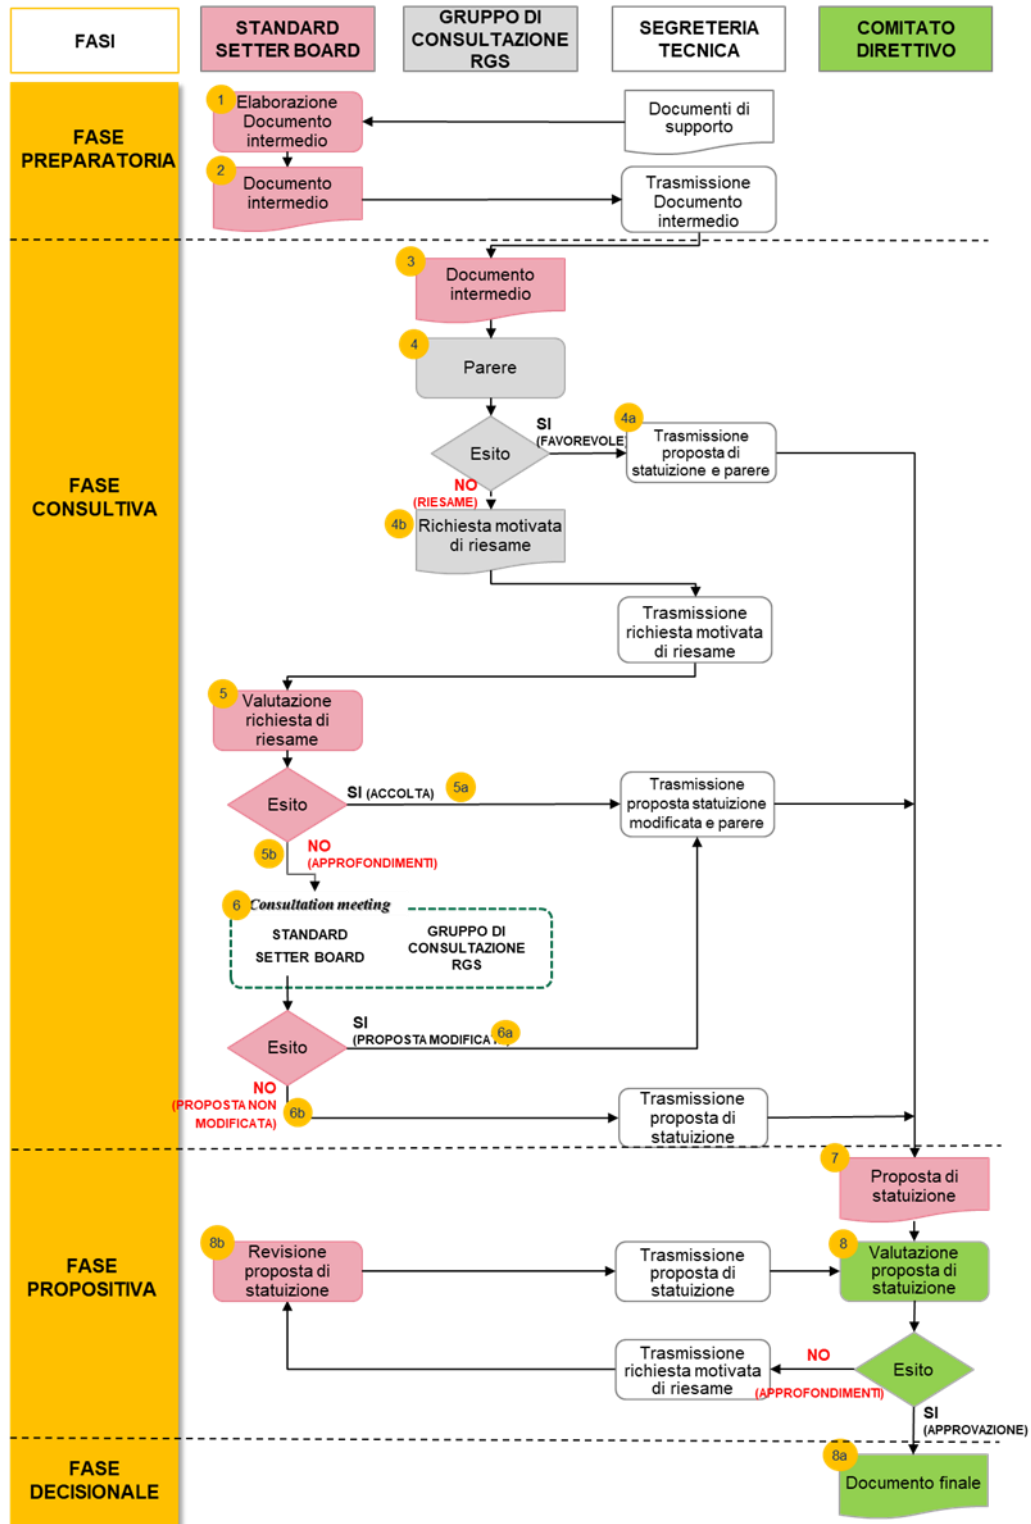 FASI
STANDARD
SETTER BOARD
GRUPPO DI
CONSULTAZIONE
RGS
SEGRETERIA
TECNICA
COMITATO
DIRETTIVO
FASE
PREPARATORIA
1
Elaborazione
Documento
intermedio
Documenti di
supporto
2
Documento
intermedio
Trasmissione
Documento
intermedio
FASE
CONSULTIVA
3
Documento
intermedio
4
Parere
Esito
SI
(FAVOREVOLE)
4a
Trasmissione
proposta di
statuizione e parere
NO
(RIESAME)
4b
Richiesta motivata
di riesame
Trasmissione
richiesta motivata
di riesame
5
Valutazione
richiesta di
riesame
Esito
SI (ACCOLTA)
5a
Trasmissione
proposta statuizione
modificata e parere
5b
NO
(APPROFONDIMENTI)
6
Consultation meeting
STANDARD
SETTER BOARD
GRUPPO DI
CONSULTAZIONE
RGS
Esito
SI
(PROPOSTA MODIFICATA)
6a
NO
(PROPOSTA NON
MODIFICATA)
6b
Trasmissione
proposta di
statuizione
FASE
PROPOSITIVA
7
Proposta di
statuizione
8b
Revisione
proposta di
statuizione
Trasmissione
proposta di
statuizione
8
Valutazione
proposta di
statuizione
Trasmissione
richiesta motivata
di riesame
NO
(APPROFONDIMENTI)
Esito
SI
(APPROVAZIONE)
FASE
DECISIONALE
8a
Documento finale